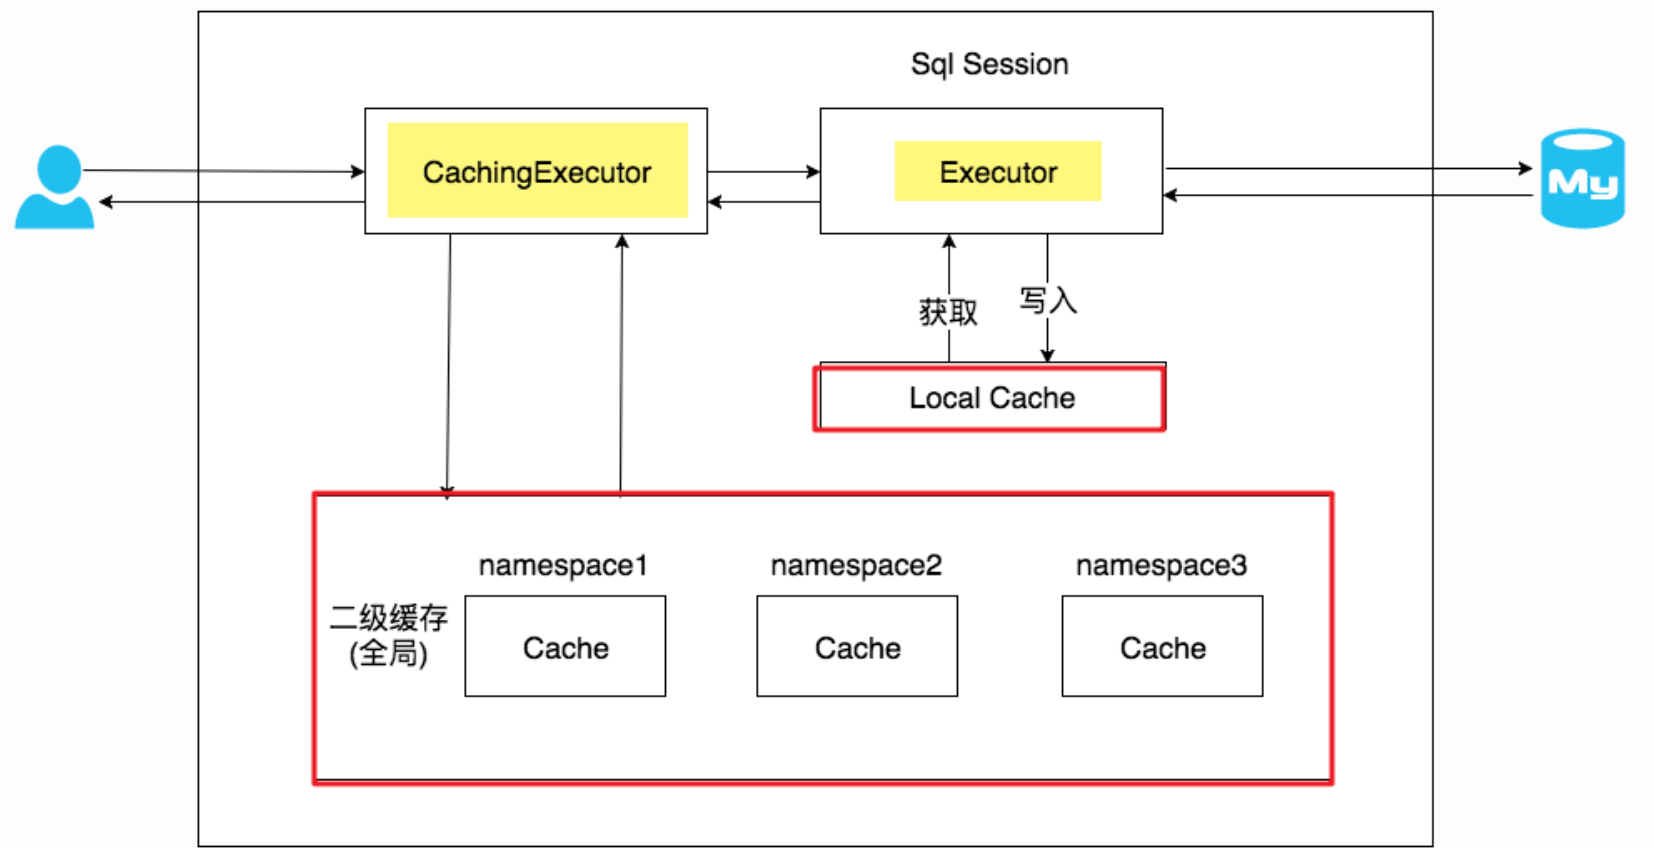 Sql Session
CachingExecutor
Executor
My
获取
写入
Local Cache
namespace1
namespace2
namespace3
二级缓存
(全局)
Cache
Cache
Cache